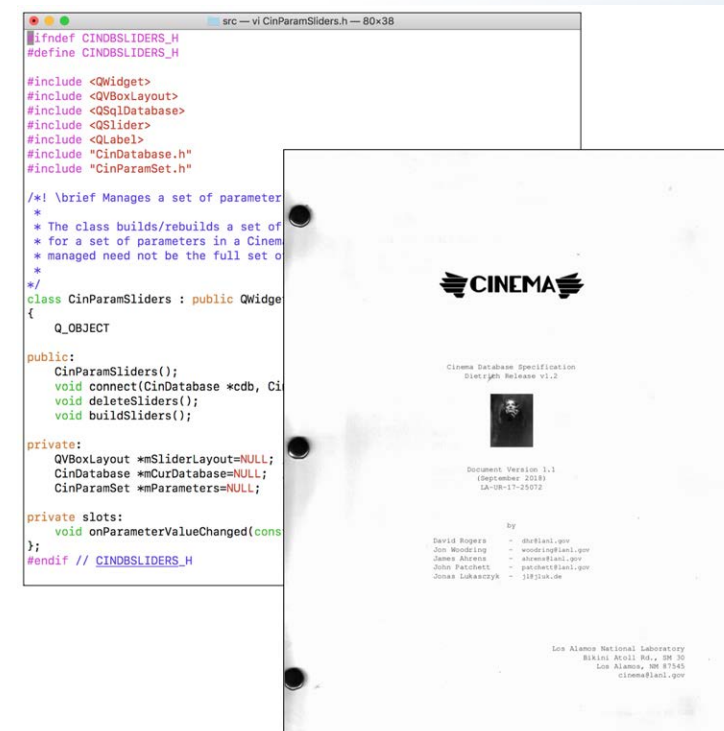 src — vi CinParamSliders.h — 80×38
#ifndef CINDBSLIDERS_H
#define CINDBSLIDERS_H
#include <QWidget>
#include <QVBoxLayout>
#include <QSqlDatabase>
#include <QSlider>
#include <QLabel>
#include "CinDatabase.h"
#include "CinParamSet.h"
/*! \brief Manages a set of parameter
*
* The class builds/rebuilds a set of
* for a set of parameters in a Cinem
* managed need not be the full set o
*
*/
class CinParamSliders : public QWidge
{
Q_OBJECT
public:
CinParamSliders();
void connect(CinDatabase *cdb, Ci
void deleteSliders();
void buildSliders();
private:
QVBoxLayout *mSliderLayout=NULL;
CinDatabase *mCurDatabase=NULL;
CinParamSet *mParameters=NULL;
private slots:
void onParameterValueChanged(cons
};
#endif // CINDBSLIDERS_H
CINEMA
Cinema Database Specification
Dietrich Release v1.2
Document Version 1.1
(September 2018)
LA-UR-17-25072
by
David Rogers - dhr@lanl.gov
Jon Woodring - woodring@lanl.gov
James Ahrens - ahrens@lanl.gov
John Patchett - patchett@lanl.gov
Jonas Lukasczyk - jl@jluk.de
Los Alamos National Laboratory
Bikini Atoll Rd., SM 30
Los Alamos, NM 87545
cinema@lanl.gov